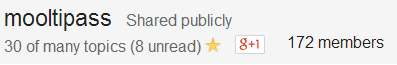 mooltipass Shared publicly
30 of many topics (8 unread) g+1 172 members